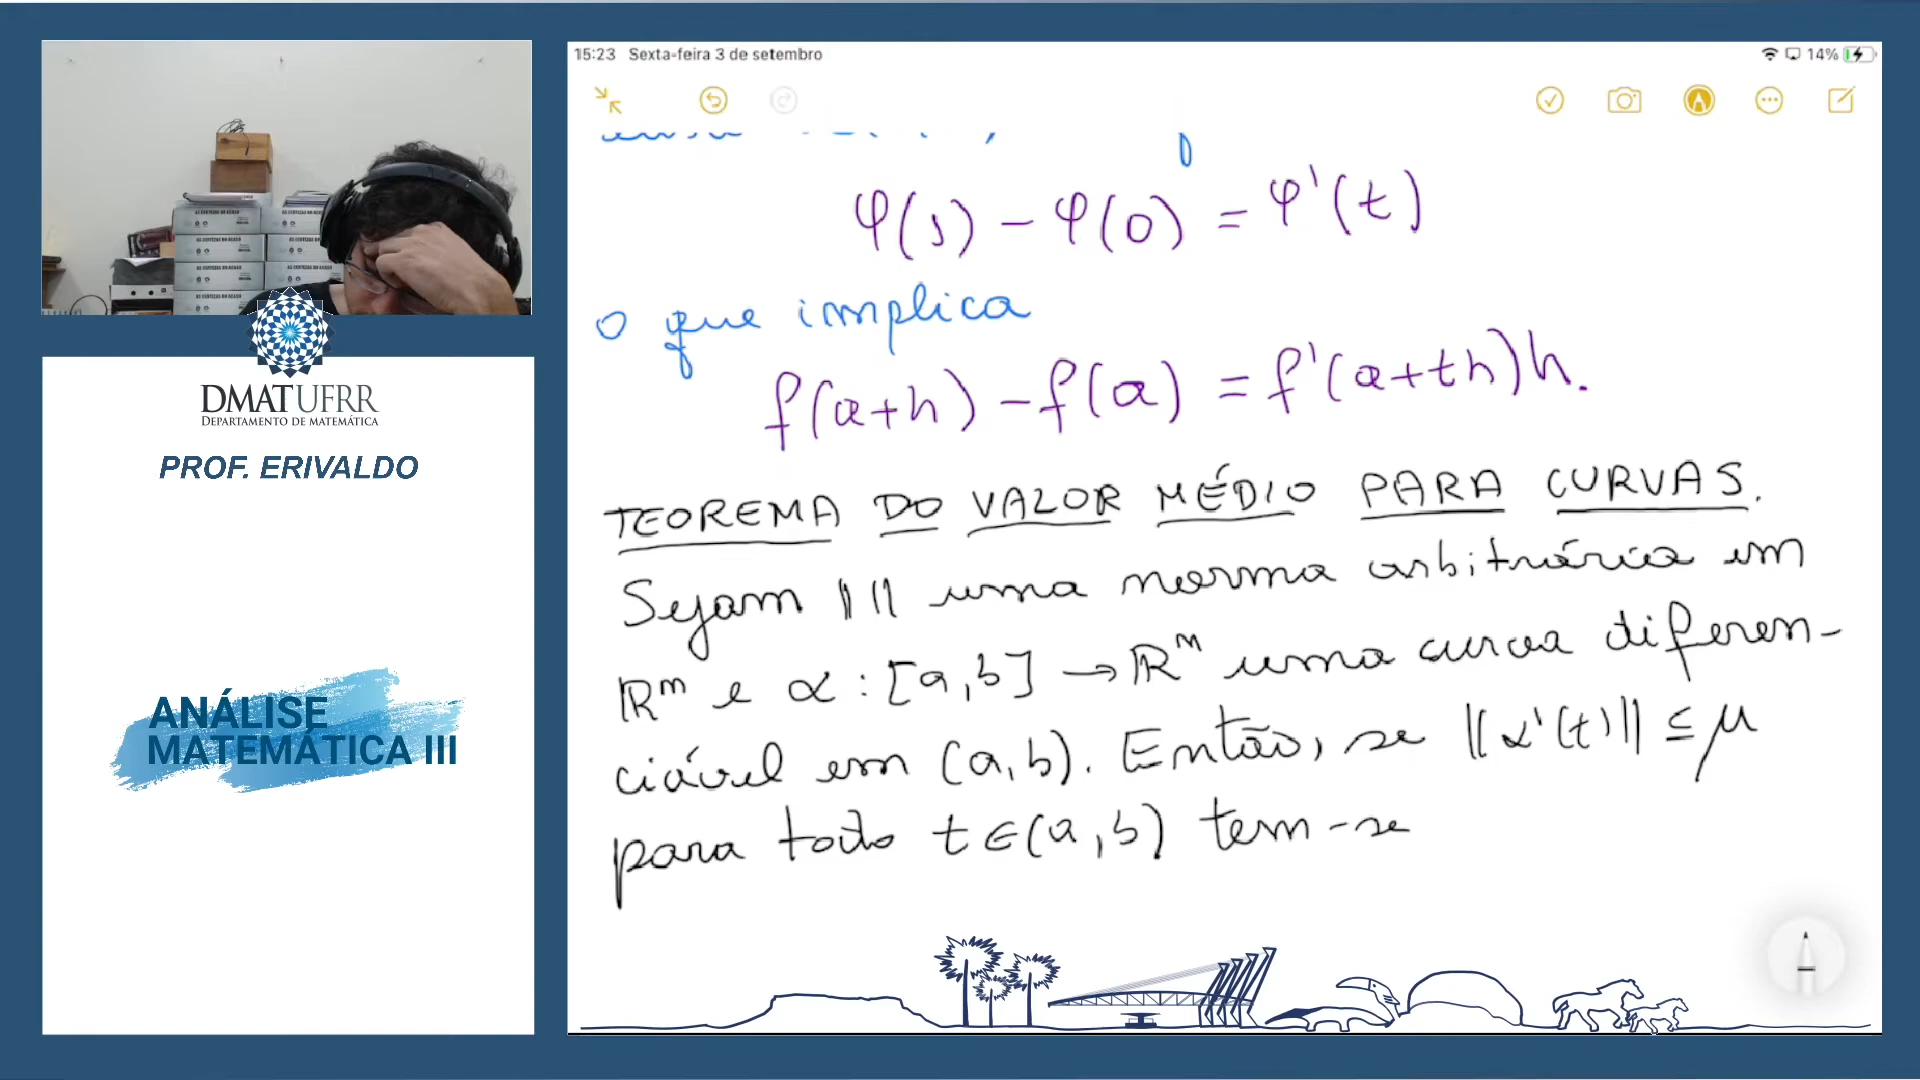 15:23 Sexta-feira 3 de setembro
14%
φ(1) - φ(0) = φ'(t)
o que implica
f(a+h) - f(a) = f'(a+th)h.
TEOREMA DO VALOR MÉDIO PARA CURVAS.
Sejam || || uma norma arbitrária em
ℝᵐ e α : [a,b] → ℝᵐ uma curva diferen-
ciável em (a,b). Então, se ||α'(t)|| ≤ μ
para todo t∈(a,b) tem-se
DMATUFRR
DEPARTAMENTO DE MATEMÁTICA
PROF. ERIVALDO
ANÁLISE
MATEMÁTICA III